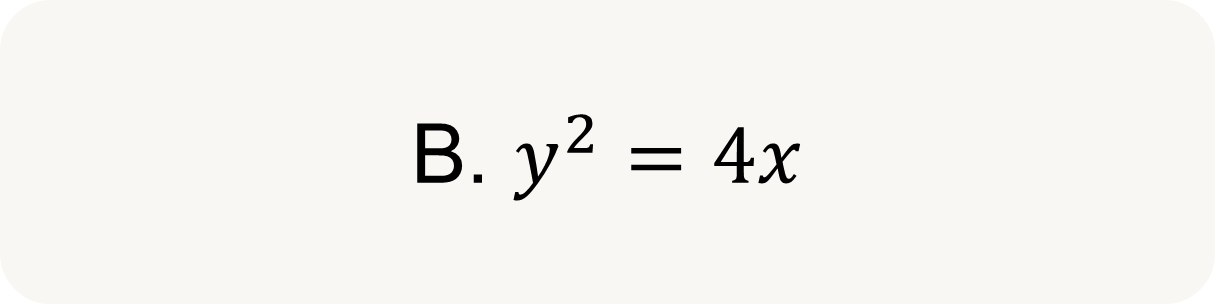 B. y² = 4x